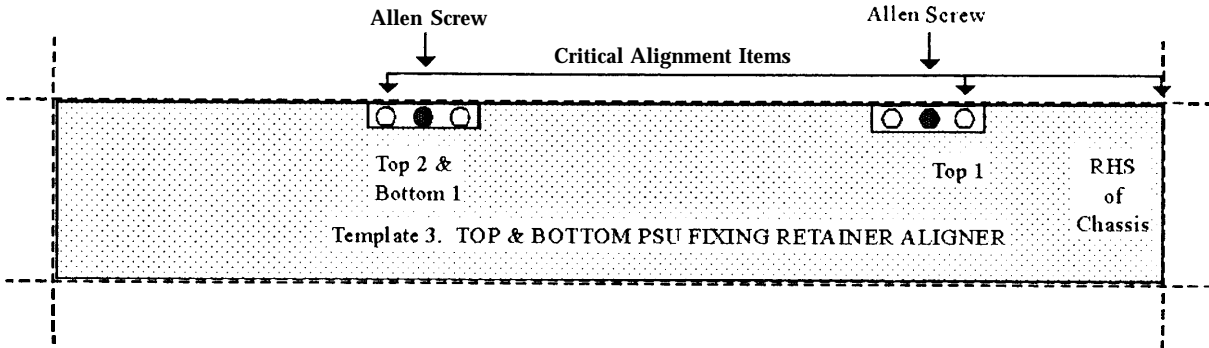 Allen Screw
Allen Screw
Critical Alignment Items
Top 2 &
Bottom 1
Top 1
RHS
of
Chassis
Template 3. TOP & BOTTOM PSU FIXING RETAINER ALIGNER